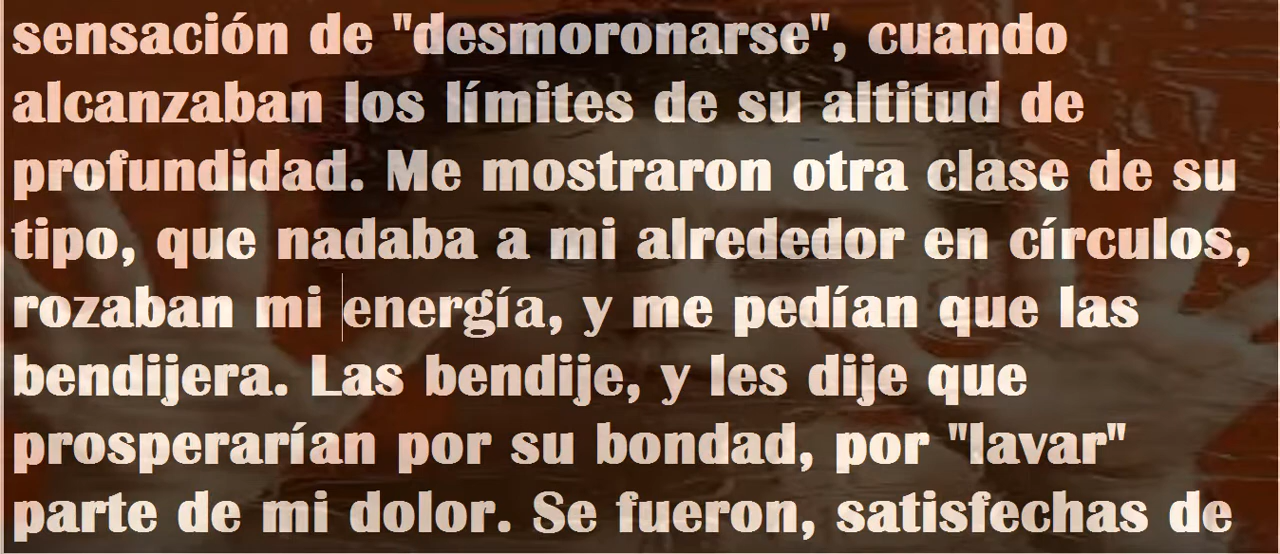 sensación de "desmoronarse", cuando
alcanzaban los límites de su altitud de
profundidad. Me mostraron otra clase de su
tipo, que nadaba a mi alrededor en círculos,
rozaban mi energía, y me pedían que las
bendijera. Las bendije, y les dije que
prosperarían por su bondad, por "lavar"
parte de mi dolor. Se fueron, satisfechas de